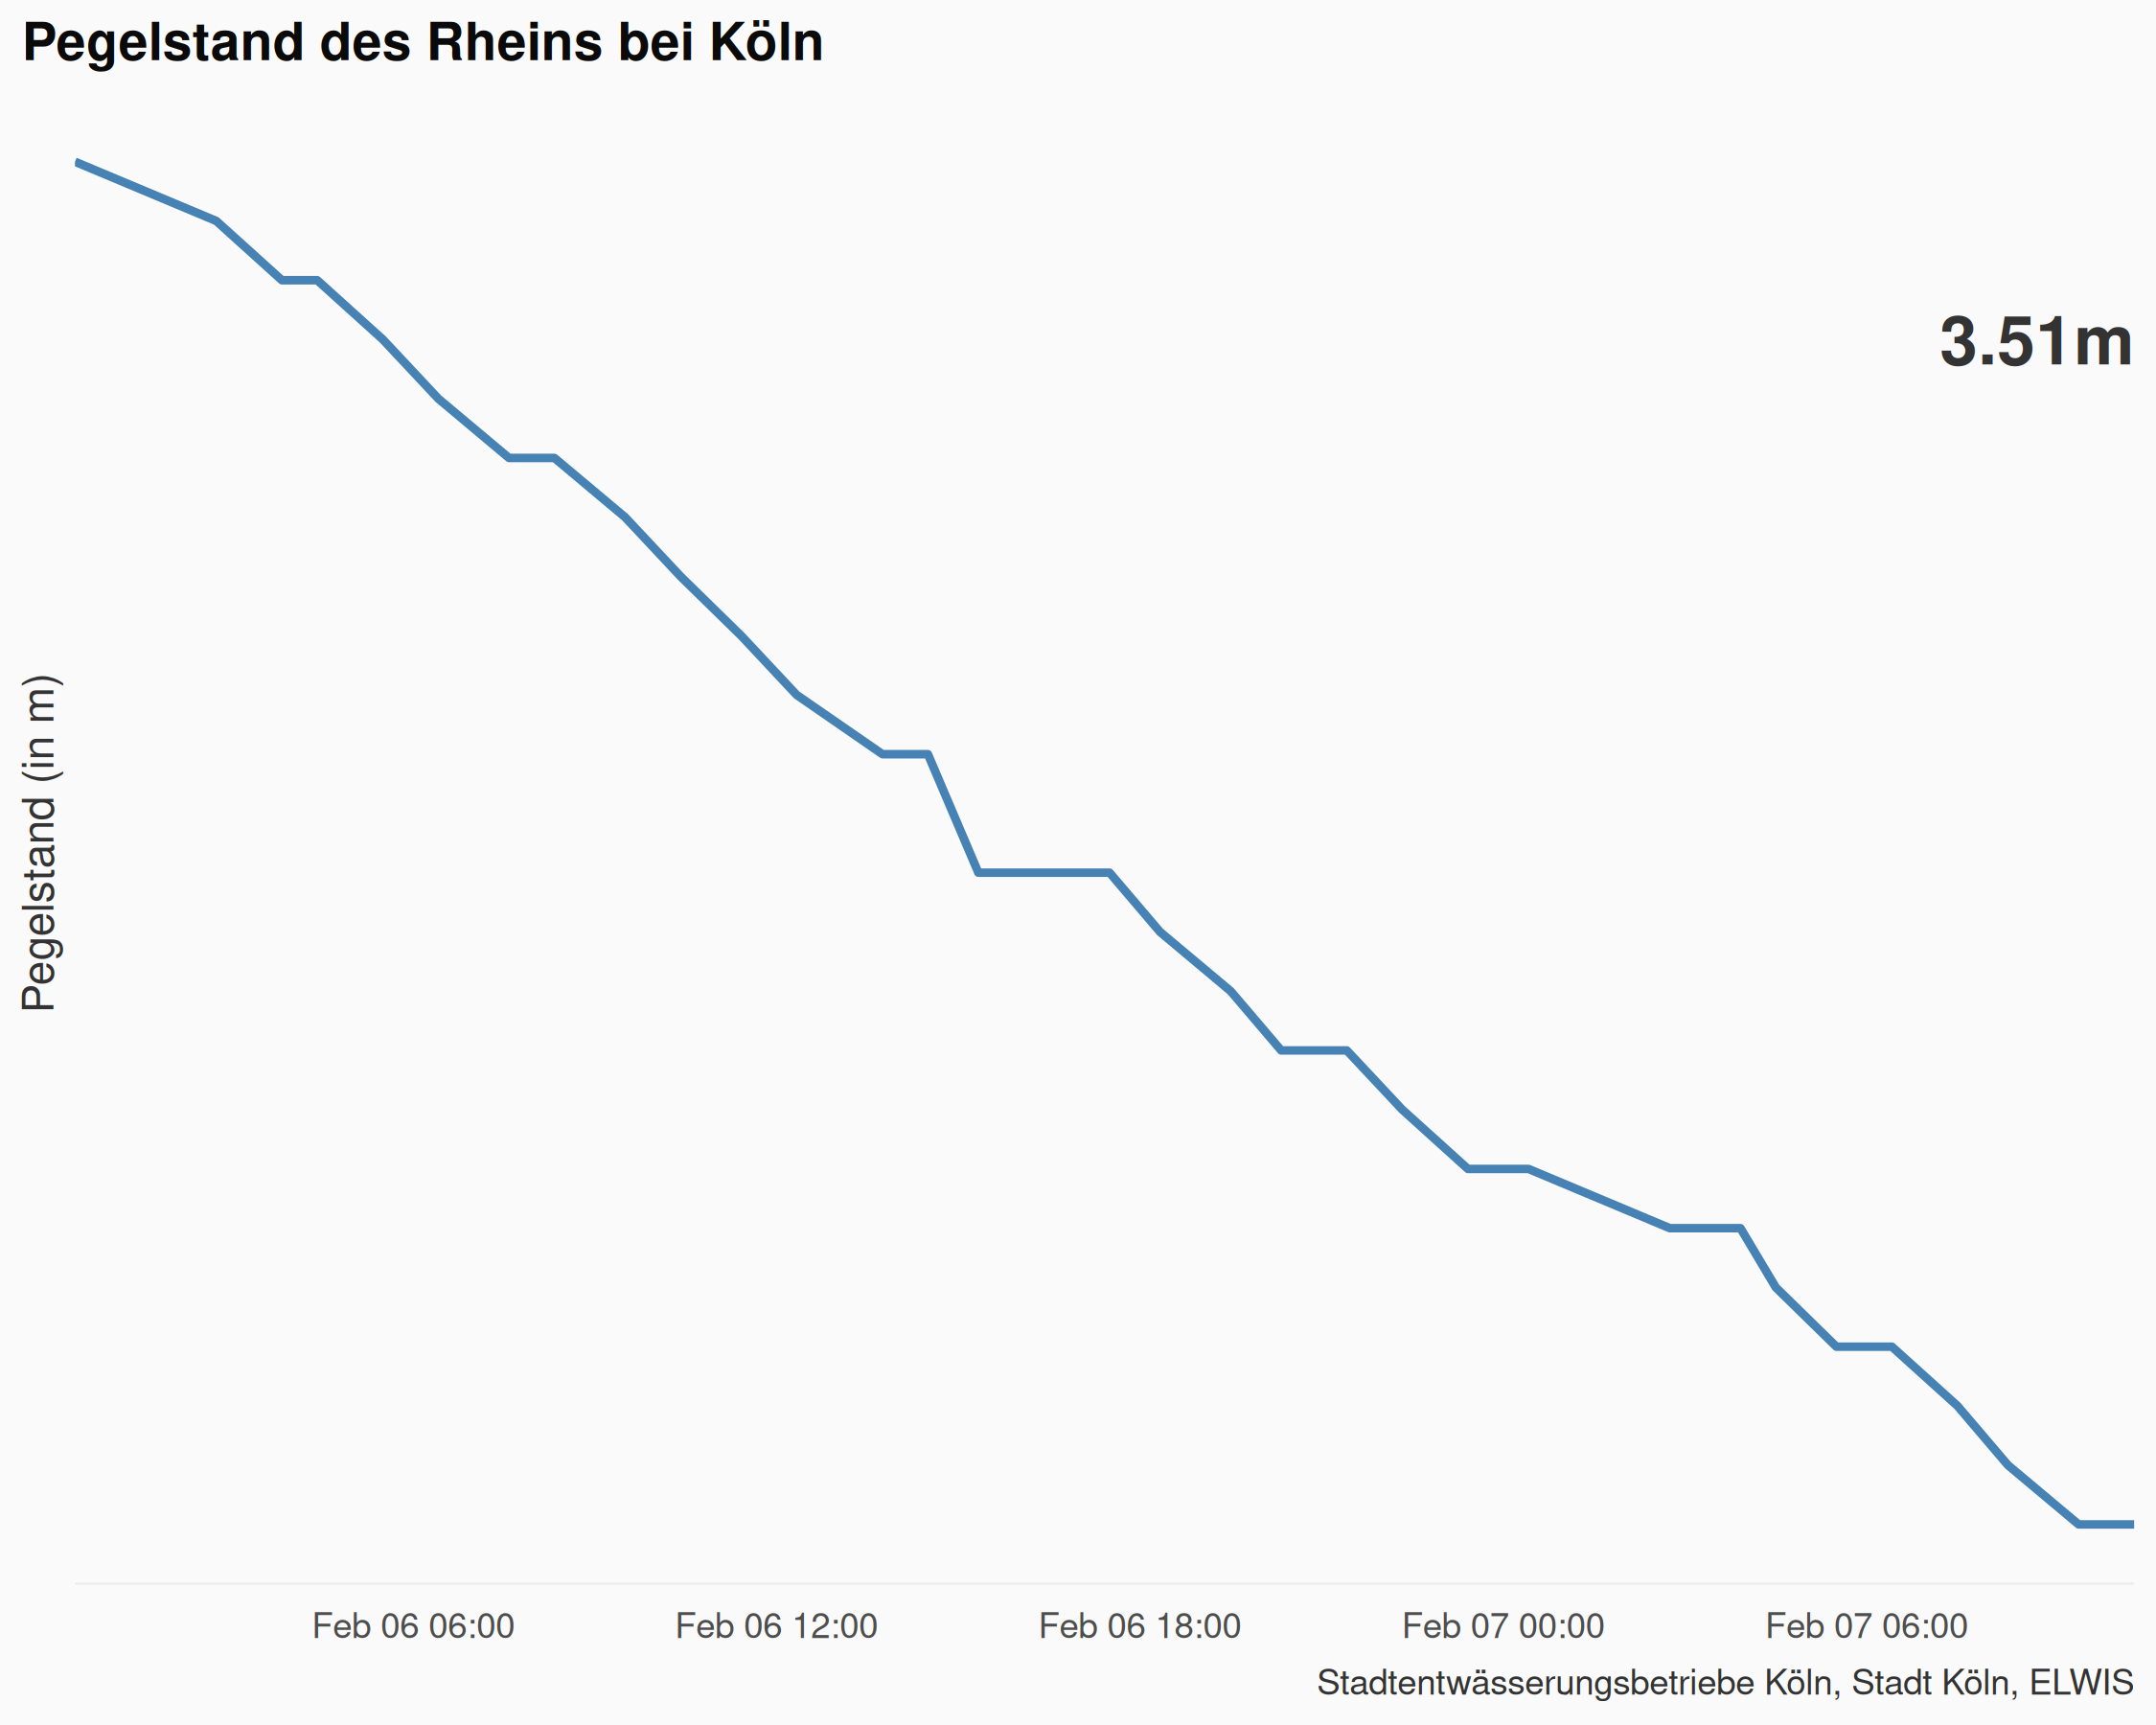 Pegelstand des Rheins bei Köln
3.51m
Pegelstand (in m)
Feb 06 06:00 Feb 06 12:00 Feb 06 18:00 Feb 07 00:00 Feb 07 06:00
Stadtentwässerungsbetriebe Köln, Stadt Köln, ELWIS